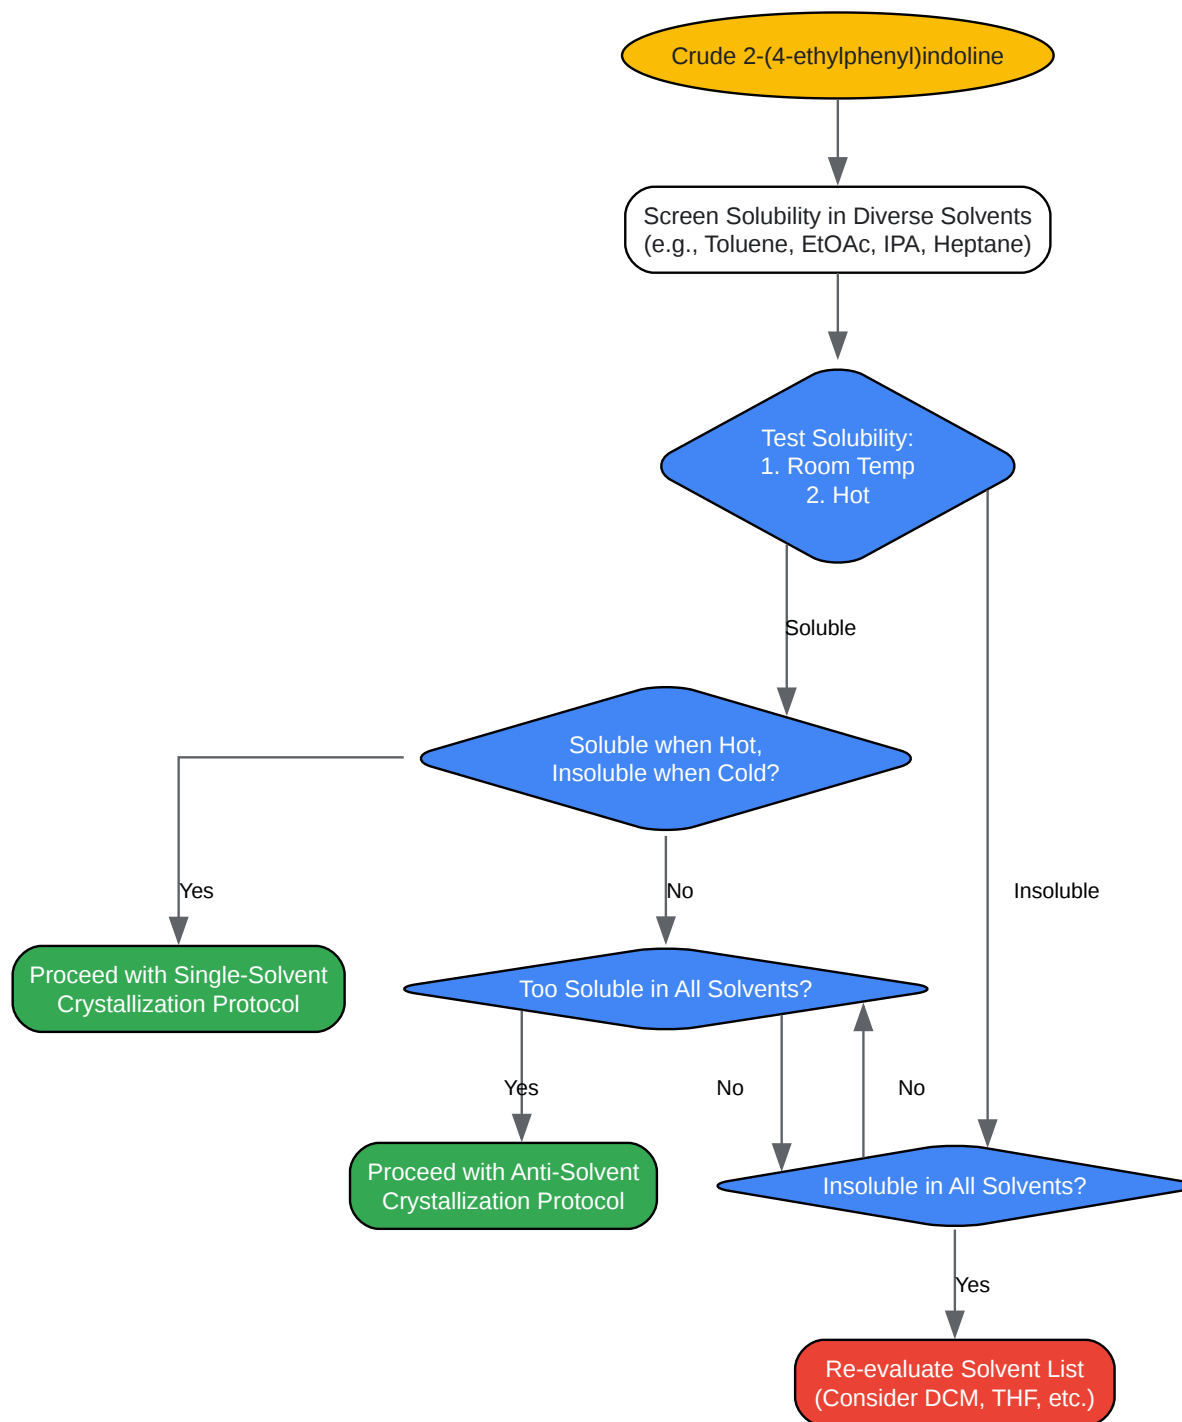 Crude 2-(4-ethylphenyl)indoline
Screen Solubility in Diverse Solvents
(e.g., Toluene, EtOAc, IPA, Heptane)
Test Solubility:
1. Room Temp
2. Hot
Soluble
Soluble when Hot,
Insoluble when Cold?
Yes
No
Insoluble
Proceed with Single-Solvent
Crystallization Protocol
Too Soluble in All Solvents?
Yes
No
No
Proceed with Anti-Solvent
Crystallization Protocol
Insoluble in All Solvents?
Yes
Re-evaluate Solvent List
(Consider DCM, THF, etc.)